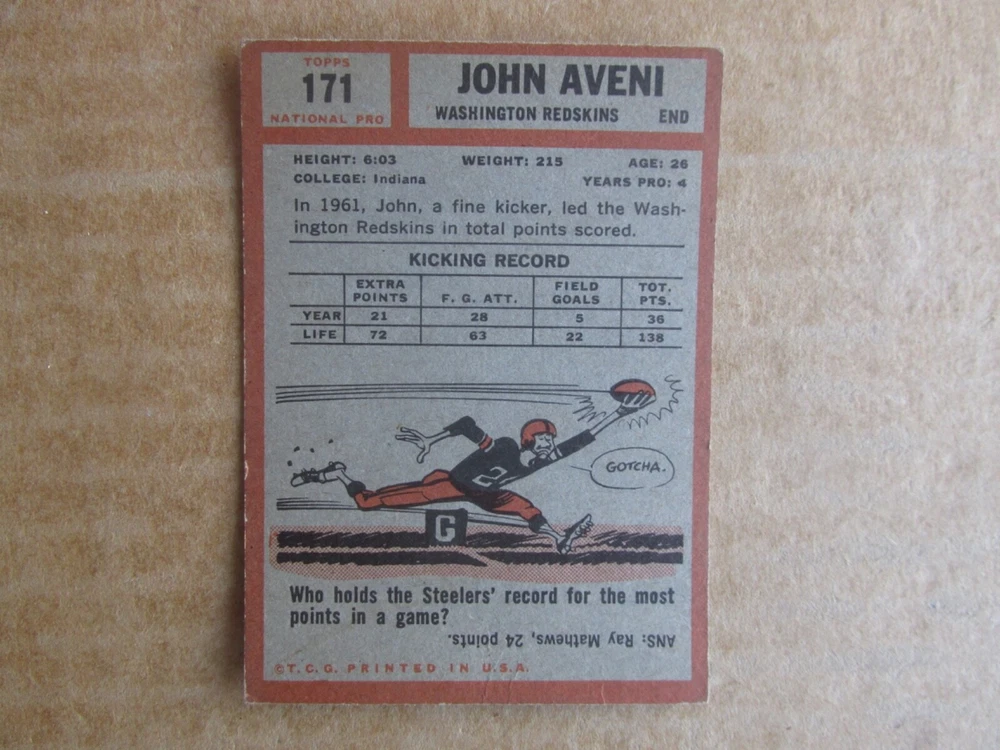 TOPPS
171
NATIONAL PRO
JOHN AVENI
WASHINGTON REDSKINS END
HEIGHT: 6:03 WEIGHT: 215 AGE: 26
COLLEGE: Indiana YEARS PRO: 4
In 1961, John, a fine kicker, led the Wash-
ington Redskins in total points scored.
KICKING RECORD
EXTRA POINTS F. G. ATT. FIELD GOALS TOT. PTS.
YEAR 21 28 5 36
LIFE 72 63 22 138
GOTCHA.
2
G
Who holds the Steelers' record for the most
points in a game?
ANS: Ray Mathews, 24 points.
©T.C.G. PRINTED IN U.S.A.